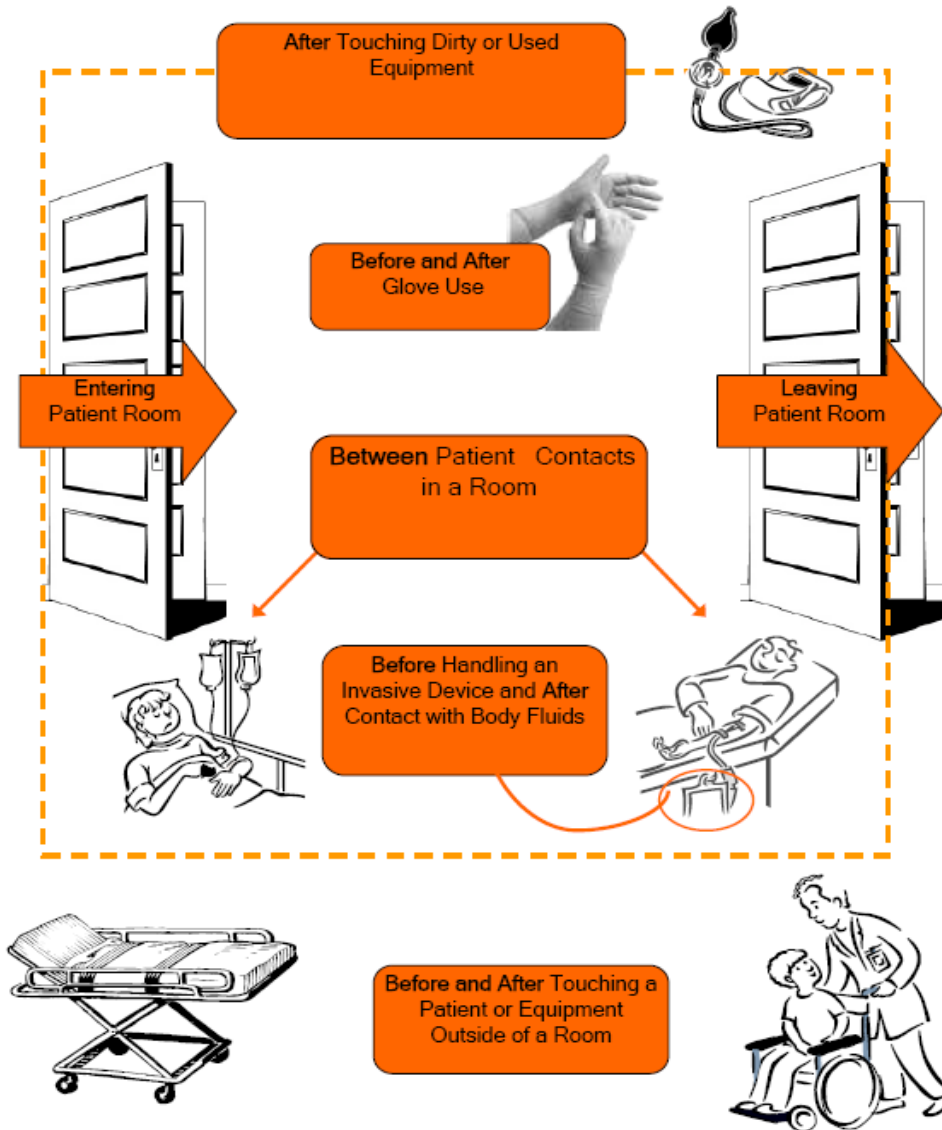 After Touching Dirty or Used
Equipment
Before and After
Glove Use
Entering
Patient Room
Leaving
Patient Room
Between Patient Contacts
in a Room
Before Handling an
Invasive Device and After
Contact with Body Fluids
Before and After Touching a
Patient or Equipment
Outside of a Room